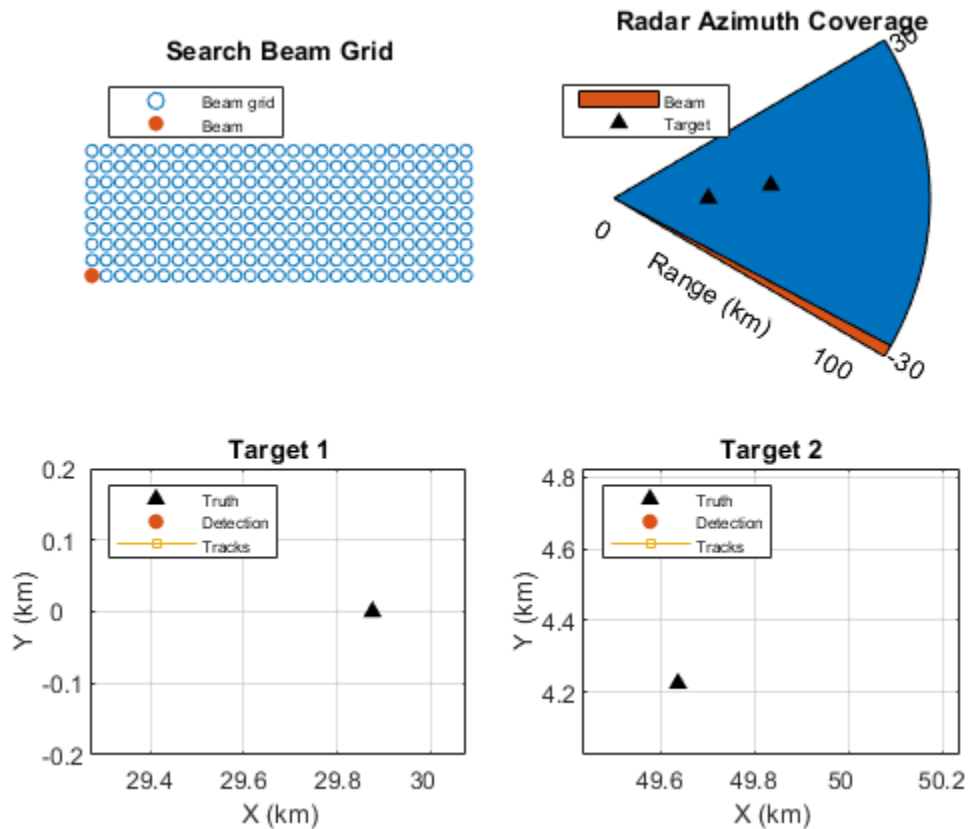 Search Beam Grid
Beam grid
Beam
Radar Azimuth Coverage
Beam
Target
30
0
Range (km)
100
-30
Target 1
Truth
Detection
Tracks
0.2
0.1
0
-0.1
-0.2
Y (km)
29.4
29.6
29.8
30
X (km)
Target 2
Truth
Detection
Tracks
4.8
4.6
4.4
4.2
Y (km)
49.6
49.8
50
50.2
X (km)